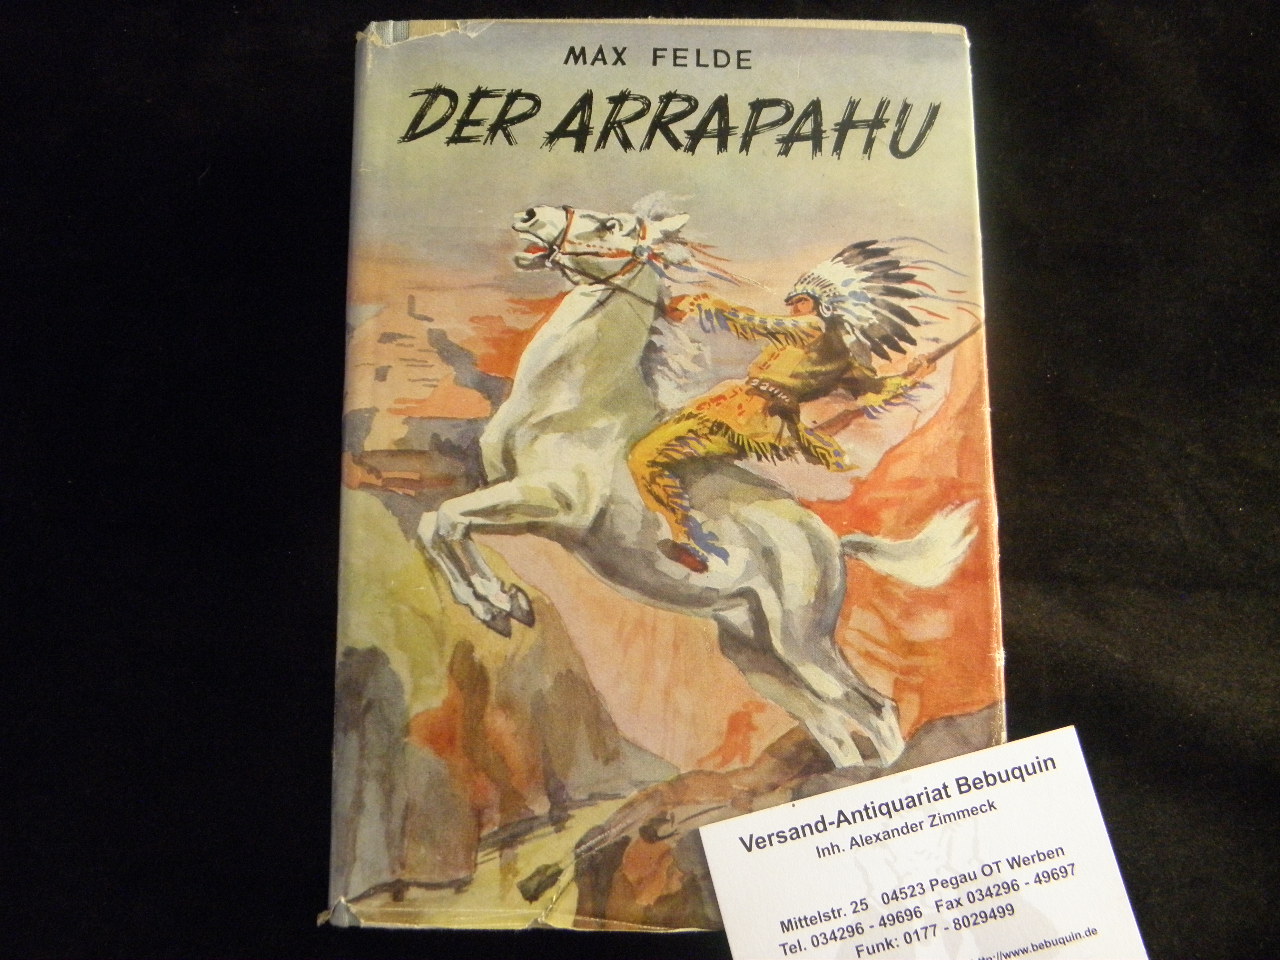 MAX FELDE
DER ARRAPAHU
Versand-Antiquariat Bebuquin
Inh. Alexander Zimmeck
Mittelstr. 25 04523 Pegau OT Werben
Tel. 034296 - 49696 Fax 034296 - 49697
Funk: 0177 - 8029499
http://www.bebuquin.de